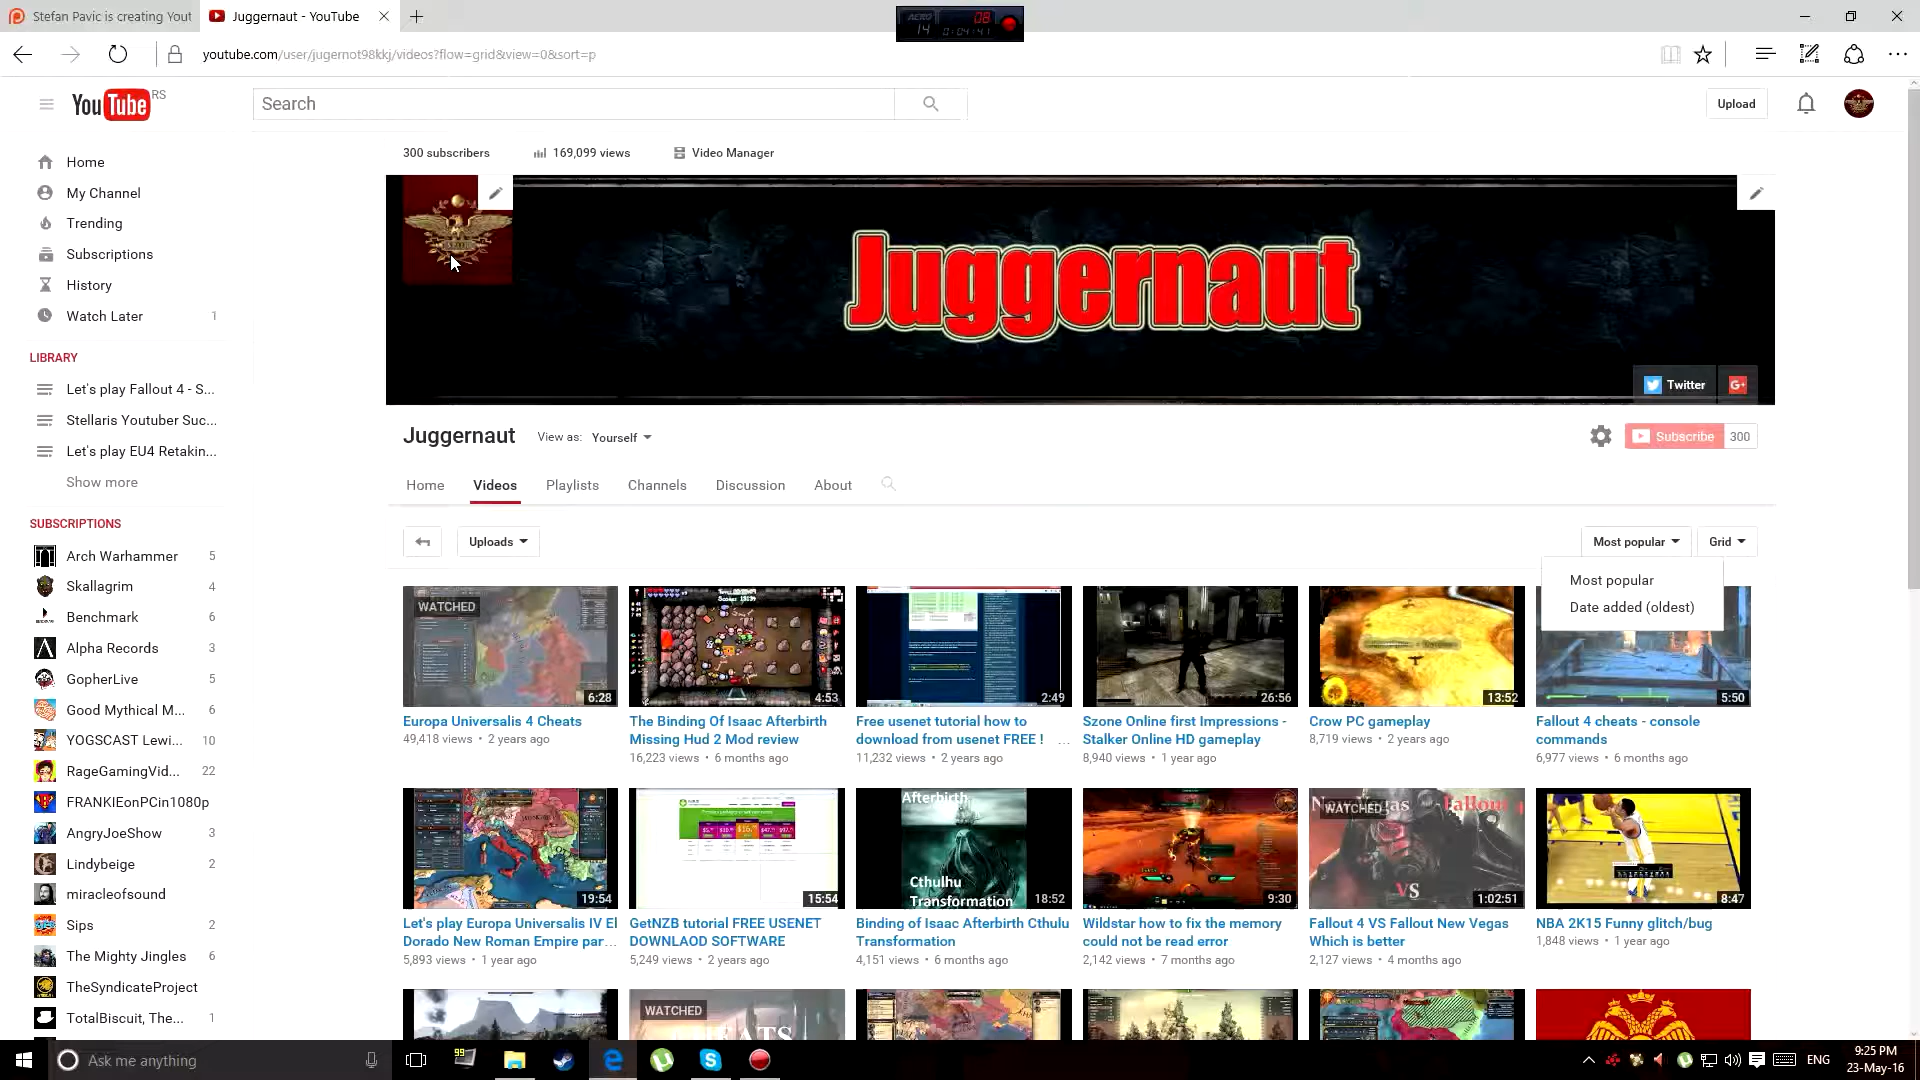 Stefan Pavic is creating Yout
Juggernaut - YouTube
youtube.com/user/jugernot98kkj/videos?flow=grid&view=0&sort=p
YouTube RS
Search
Upload
300 subscribers
169,099 views
Video Manager
Juggernaut
Twitter
G+
Juggernaut
View as: Yourself
Subscribe 300
Home
Videos
Playlists
Channels
Discussion
About
Uploads
Most popular
Grid
Most popular
Date added (oldest)
Home
My Channel
Trending
Subscriptions
History
Watch Later 1
LIBRARY
Let's play Fallout 4 - S...
Stellaris Youtuber Suc...
Let's play EU4 Retakin...
Show more
SUBSCRIPTIONS
Arch Warhammer 5
Skallagrim 4
Benchmark 6
Alpha Records 3
GopherLive 5
Good Mythical M... 6
YOGSCAST Lewi... 10
RageGamingVid... 22
FRANKIEonPCin1080p
AngryJoeShow 3
Lindybeige 2
miracleofsound
Sips 2
The Mighty Jingles 6
TheSyndicateProject
TotalBiscuit, The... 1
WATCHED
6:28
Europa Universalis 4 Cheats
49,418 views • 2 years ago
4:53
The Binding Of Isaac Afterbirth
Missing Hud 2 Mod review
16,223 views • 6 months ago
2:49
Free usenet tutorial how to
download from usenet FREE ! ...
11,232 views • 2 years ago
26:56
Szone Online first Impressions -
Stalker Online HD gameplay
8,940 views • 1 year ago
13:52
Crow PC gameplay
8,719 views • 2 years ago
5:50
Fallout 4 cheats - console
commands
6,977 views • 6 months ago
19:54
Let's play Europa Universalis IV El
Dorado New Roman Empire par...
5,893 views • 1 year ago
15:54
GetNZB tutorial FREE USENET
DOWNLAOD SOFTWARE
5,249 views • 2 years ago
Afterbirth
Cthulhu
Transformation
18:52
Binding of Isaac Afterbirth Cthulu
Transformation
4,151 views • 6 months ago
9:30
Wildstar how to fix the memory
could not be read error
2,142 views • 7 months ago
WATCHED
VS
1:02:51
Fallout 4 VS Fallout New Vegas
Which is better
2,127 views • 4 months ago
8:47
NBA 2K15 Funny glitch/bug
1,848 views • 1 year ago
WATCHED
Ask me anything
ENG
9:25 PM
23-May-16